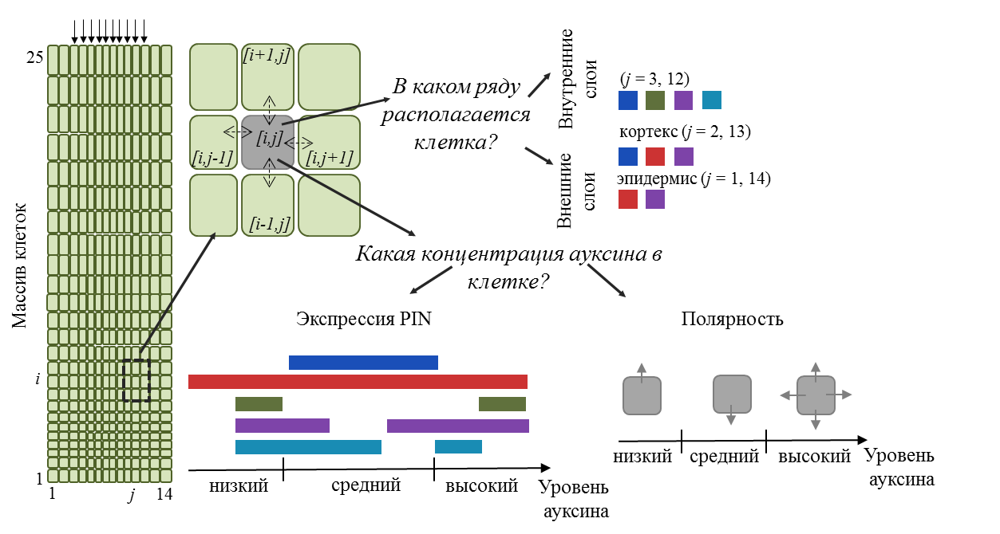 25
Массив клеток
i
1
1
j
14
[i+1,j]
[i,j]
[i,j-1]
[i,j+1]
[i-1,j]
В каком ряду
располагается
клетка?
Внутренние
слои
(j = 3, 12)
кортекс (j = 2, 13)
Внешние
слои
эпидермис (j = 1, 14)
Какая концентрация ауксина в
клетке?
Экспрессия PIN
низкий
средний
высокий
Уровень
ауксина
Полярность
низкий
средний
высокий
Уровень
ауксина